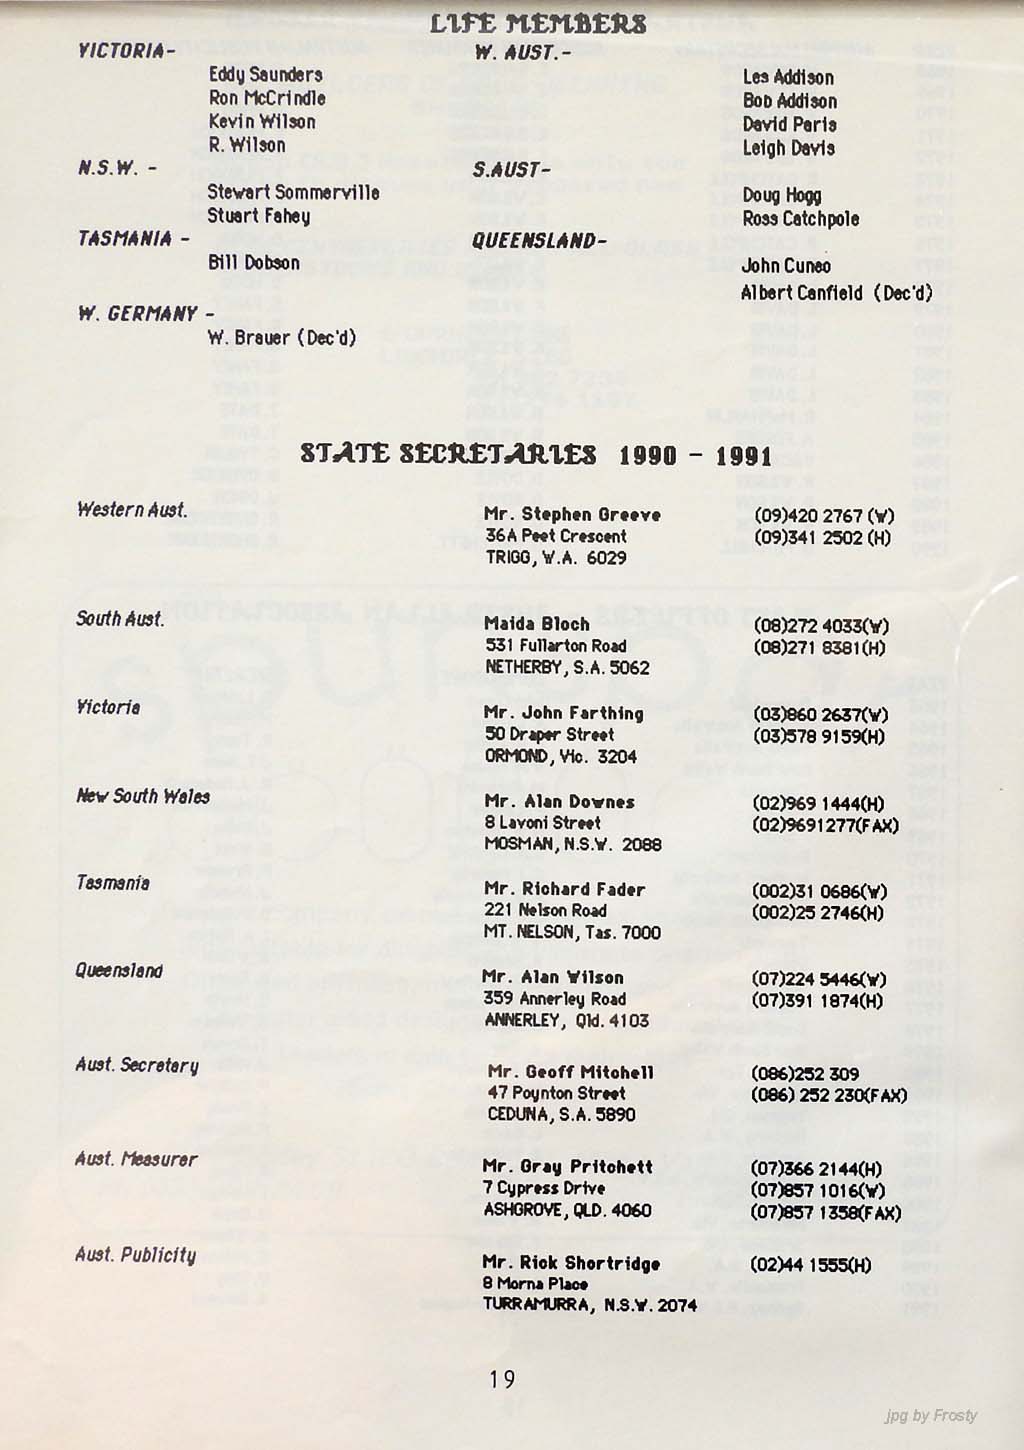 LIFE MEMBERS
VICTORIA-
Eddy Saunders
Ron McCrindle
Kevin Wilson
R. Wilson
W. AUST.-
Les Addison
Bob Addison
David Paris
Leigh Davis
N.S.W. -
Stewart Sommerville
Stuart Fahey
S.AUST-
Doug Hogg
Ross Catchpole
TASMANIA -
Bill Dobson
QUEENSLAND-
John Cuneo
Albert Canfield (Dec'd)
W. GERMANY -
W. Brauer (Dec'd)
STATE SECRETARIES 1990 - 1991
Western Aust.
Mr. Stephen Greeve (09)420 2767 (W)
36A Peet Crescent (09)341 2502 (H)
TRIGG, W.A. 6029
South Aust.
Maida Bloch (08)272 4033(W)
531 Fullarton Road (08)271 8381(H)
NETHERBY, S.A. 5062
Victoria
Mr. John Farthing (03)860 2637(W)
50 Draper Street (03)578 9159(H)
ORMOND, Vic. 3204
New South Wales
Mr. Alan Downes (02)969 1444(H)
8 Lavoni Street (02)9691277(FAX)
MOSMAN, N.S.W. 2088
Tasmania
Mr. Richard Fader (002)31 0686(W)
221 Nelson Road (002)25 2746(H)
MT. NELSON, Tas. 7000
Queensland
Mr. Alan Wilson (07)224 5446(W)
359 Annerley Road (07)391 1874(H)
ANNERLEY, Qld. 4103
Aust. Secretary
Mr. Geoff Mitchell (086)252 309
47 Poynton Street (086) 252 230(FAX)
CEDUNA, S.A. 5890
Aust. Measurer
Mr. Gray Pritchett (07)366 2144(H)
7 Cypress Drive (07)857 1016(W)
ASHGROVE, QLD. 4060 (07)857 1358(FAX)
Aust. Publicity
Mr. Rick Shortridge (02)44 1555(H)
8 Morna Place
TURRAMURRA, N.S.W. 2074
19
jpg by Frosty